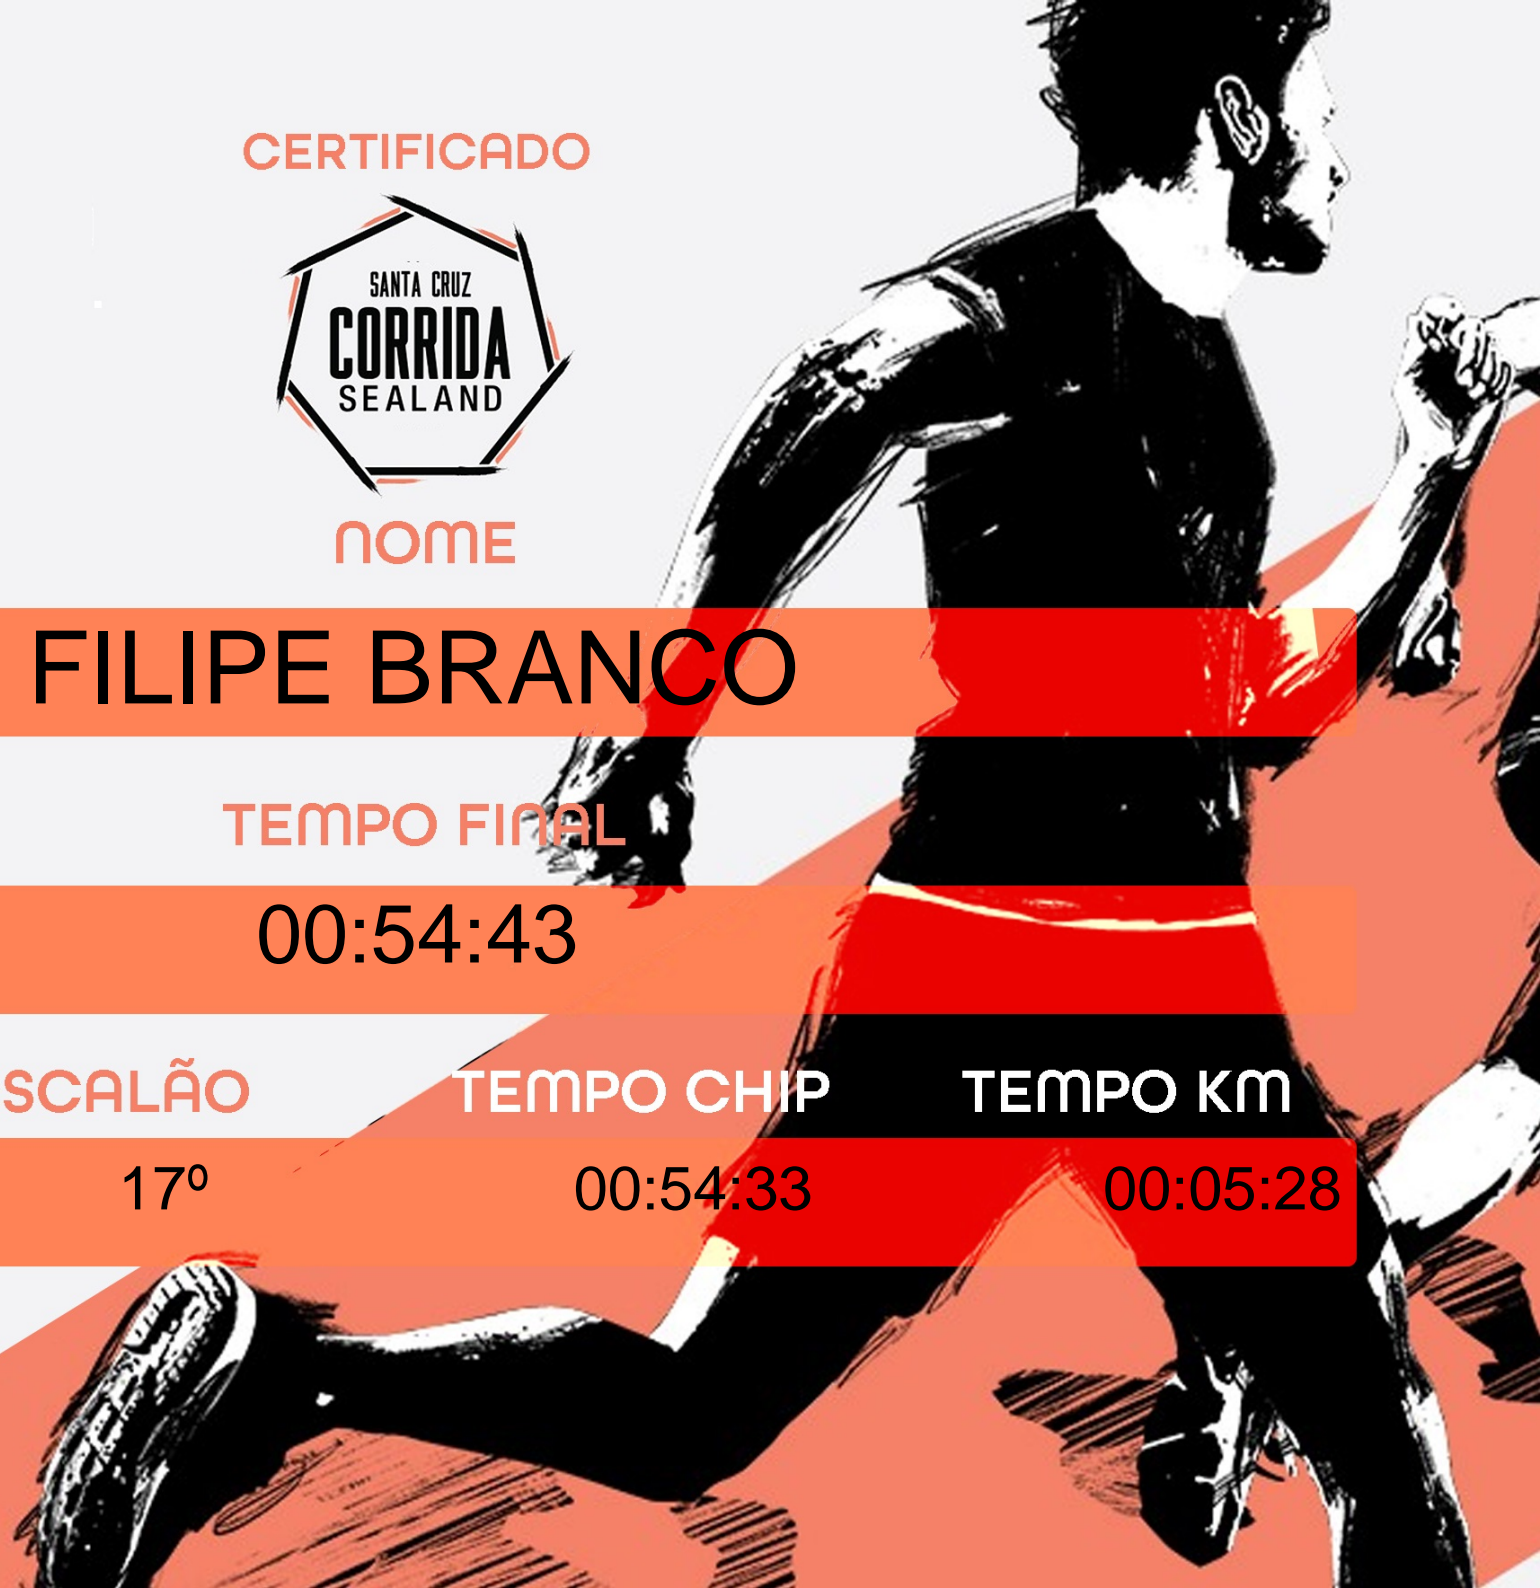 CERTIFICADO
SANTA CRUZ
CORRIDA
SEALAND
NOME
FILIPE BRANCO
TEMPO FINAL
00:54:43
SCALÃO TEMPO CHIP TEMPO KM
17º 00:54:33 00:05:28